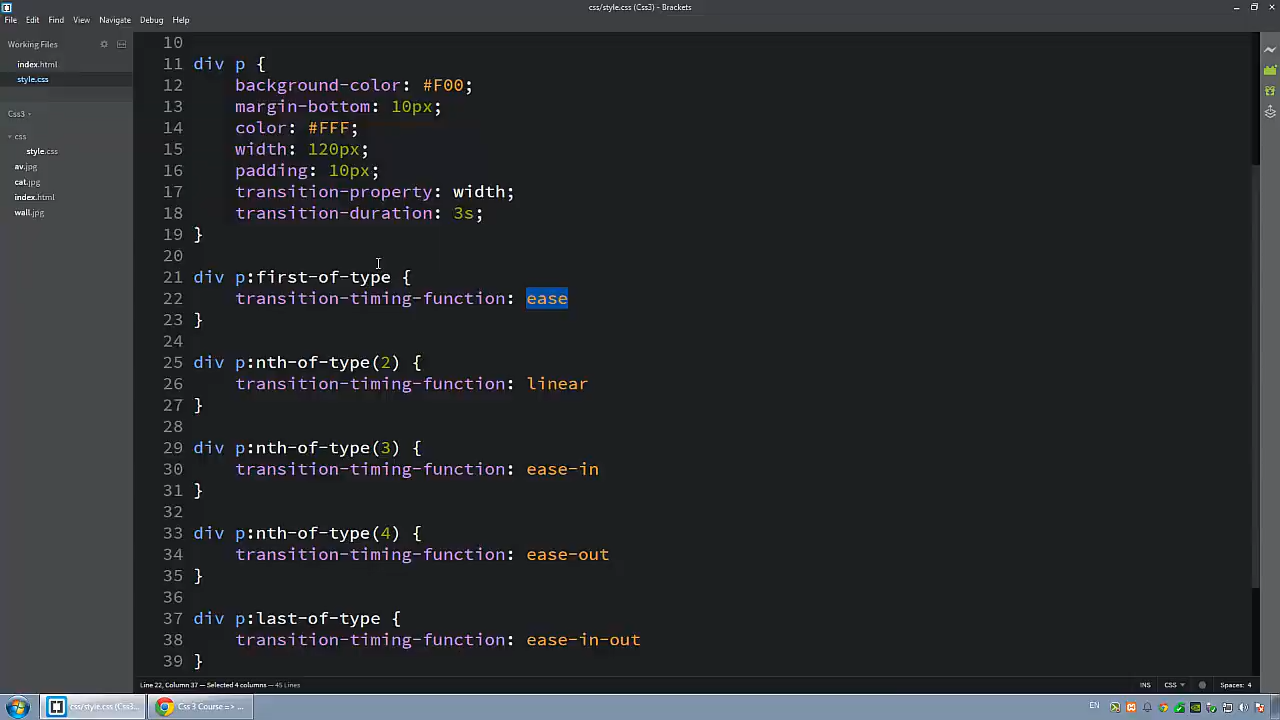 css/style.css (Css3) - Brackets
File Edit Find View Navigate Debug Help
Working Files
index.html
style.css
Css3
css
style.css
av.jpg
cat.jpg
index.html
wall.jpg
10
11 div p {
12 background-color: #F00;
13 margin-bottom: 10px;
14 color: #FFF;
15 width: 120px;
16 padding: 10px;
17 transition-property: width;
18 transition-duration: 3s;
19 }
20
21 div p:first-of-type {
22 transition-timing-function: ease
23 }
24
25 div p:nth-of-type(2) {
26 transition-timing-function: linear
27 }
28
29 div p:nth-of-type(3) {
30 transition-timing-function: ease-in
31 }
32
33 div p:nth-of-type(4) {
34 transition-timing-function: ease-out
35 }
36
37 div p:last-of-type {
38 transition-timing-function: ease-in-out
39 }
Line 22, Column 37 — Selected 4 columns — 45 Lines
INS CSS Spaces: 4
css/style.css (Css3... Css 3 Course => ... EN